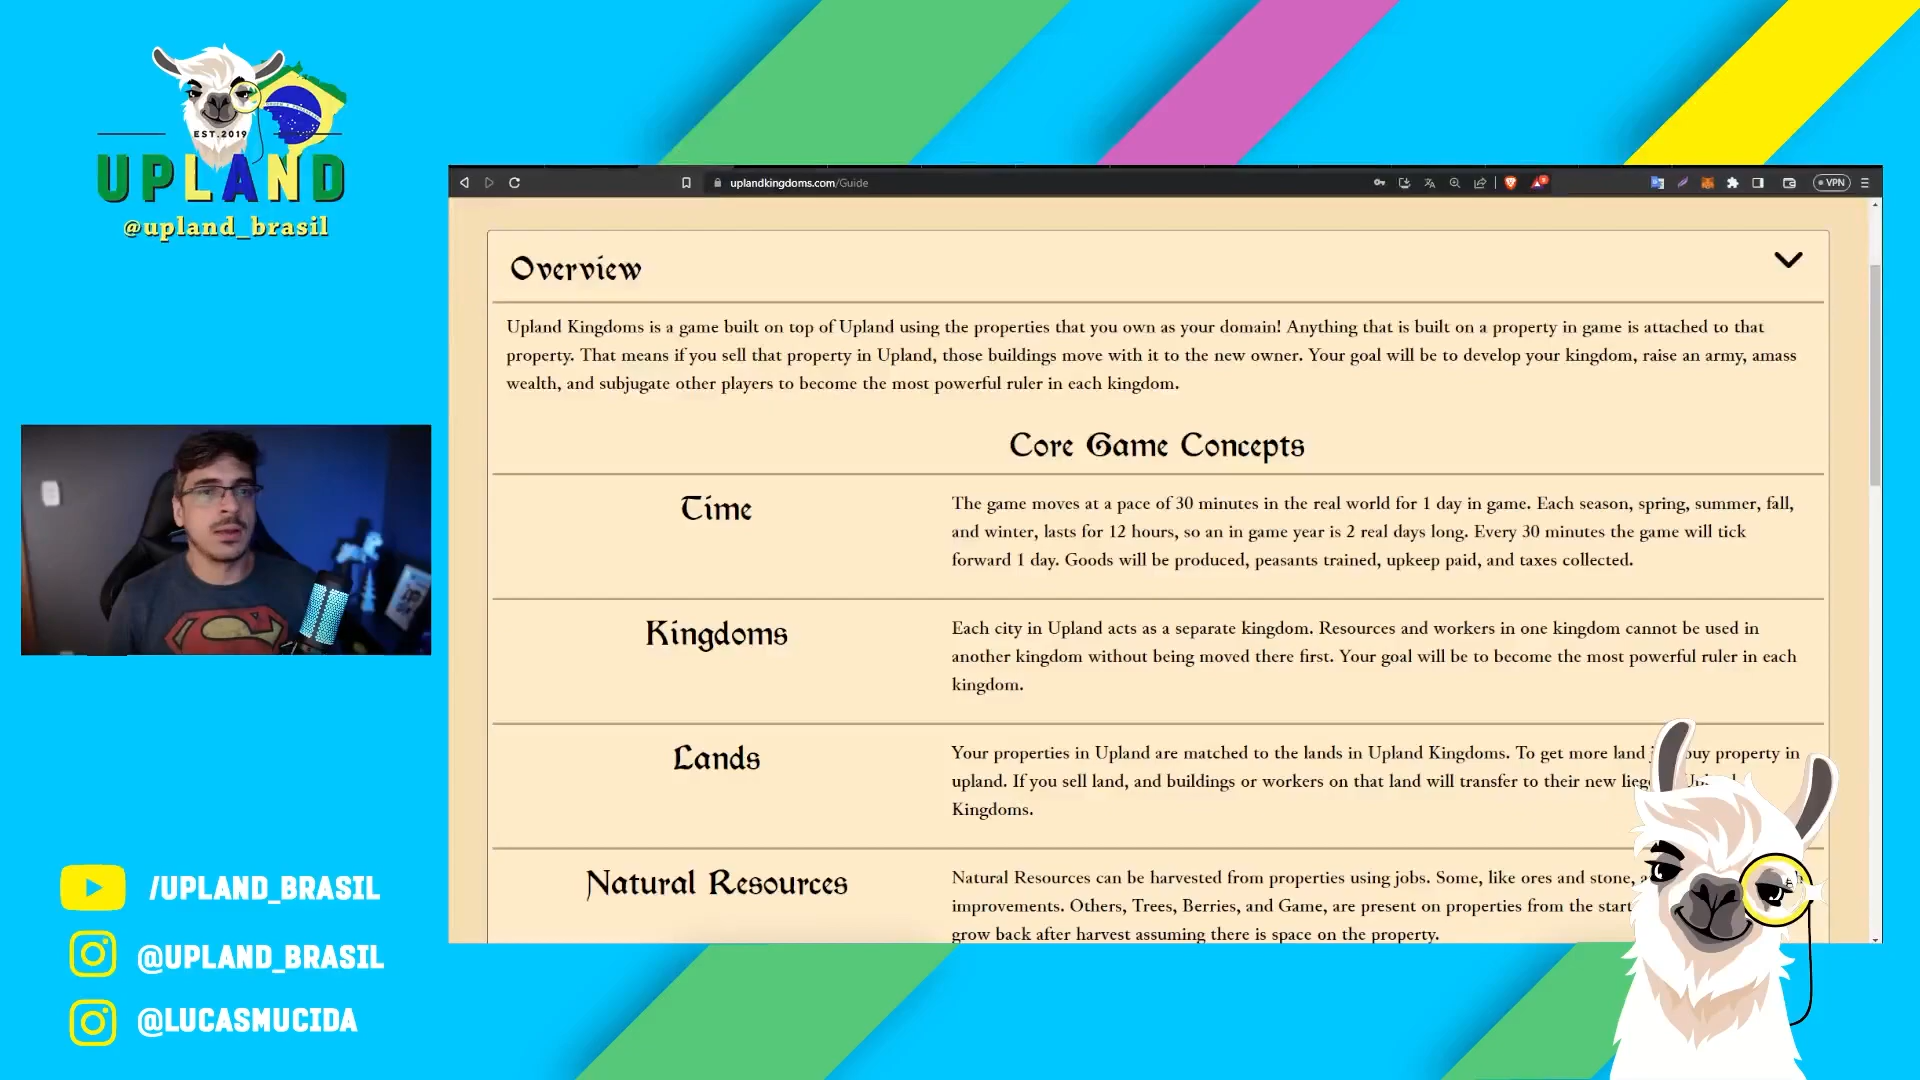 EST.2019
UPLAND
@upland_brasil
uplandkingdoms.com/Guide
VPN
Overview
Upland Kingdoms is a game built on top of Upland using the properties that you own as your domain! Anything that is built on a property in game is attached to that
property. That means if you sell that property in Upland, those buildings move with it to the new owner. Your goal will be to develop your kingdom, raise an army, amass
wealth, and subjugate other players to become the most powerful ruler in each kingdom.
Core Game Concepts
Time
The game moves at a pace of 30 minutes in the real world for 1 day in game. Each season, spring, summer, fall,
and winter, lasts for 12 hours, so an in game year is 2 real days long. Every 30 minutes the game will tick
forward 1 day. Goods will be produced, peasants trained, upkeep paid, and taxes collected.
Kingdoms
Each city in Upland acts as a separate kingdom. Resources and workers in one kingdom cannot be used in
another kingdom without being moved there first. Your goal will be to become the most powerful ruler in each
kingdom.
Lands
Your properties in Upland are matched to the lands in Upland Kingdoms. To get more land buy property in
upland. If you sell land, and buildings or workers on that land will transfer to their new
Kingdoms.
Natural Resources
Natural Resources can be harvested from properties using jobs. Some, like ores and stone,
improvements. Others, Trees, Berries, and Game, are present on properties from the start
grow back after harvest assuming there is space on the property.
/UPLAND_BRASIL
@UPLAND_BRASIL
@LUCASMUCIDA